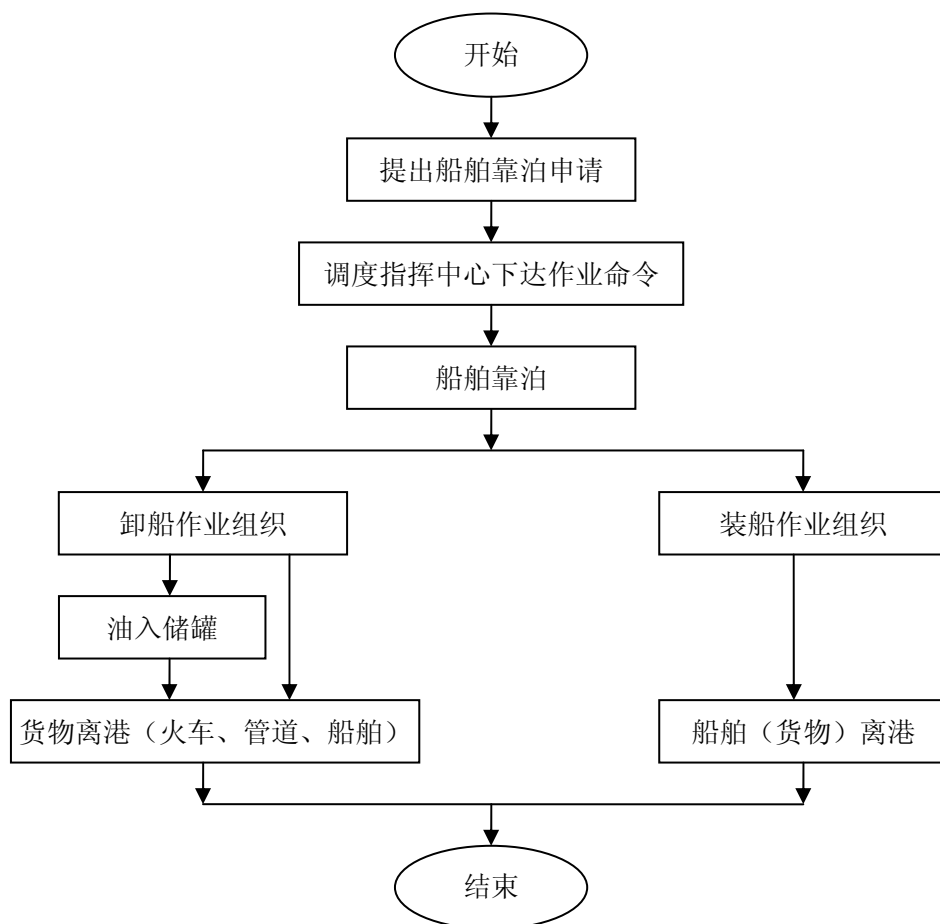 开始
提出船舶靠泊申请
调度指挥中心下达作业命令
船舶靠泊
卸船作业组织
装船作业组织
油入储罐
货物离港（火车、管道、船舶）
船舶（货物）离港
结束